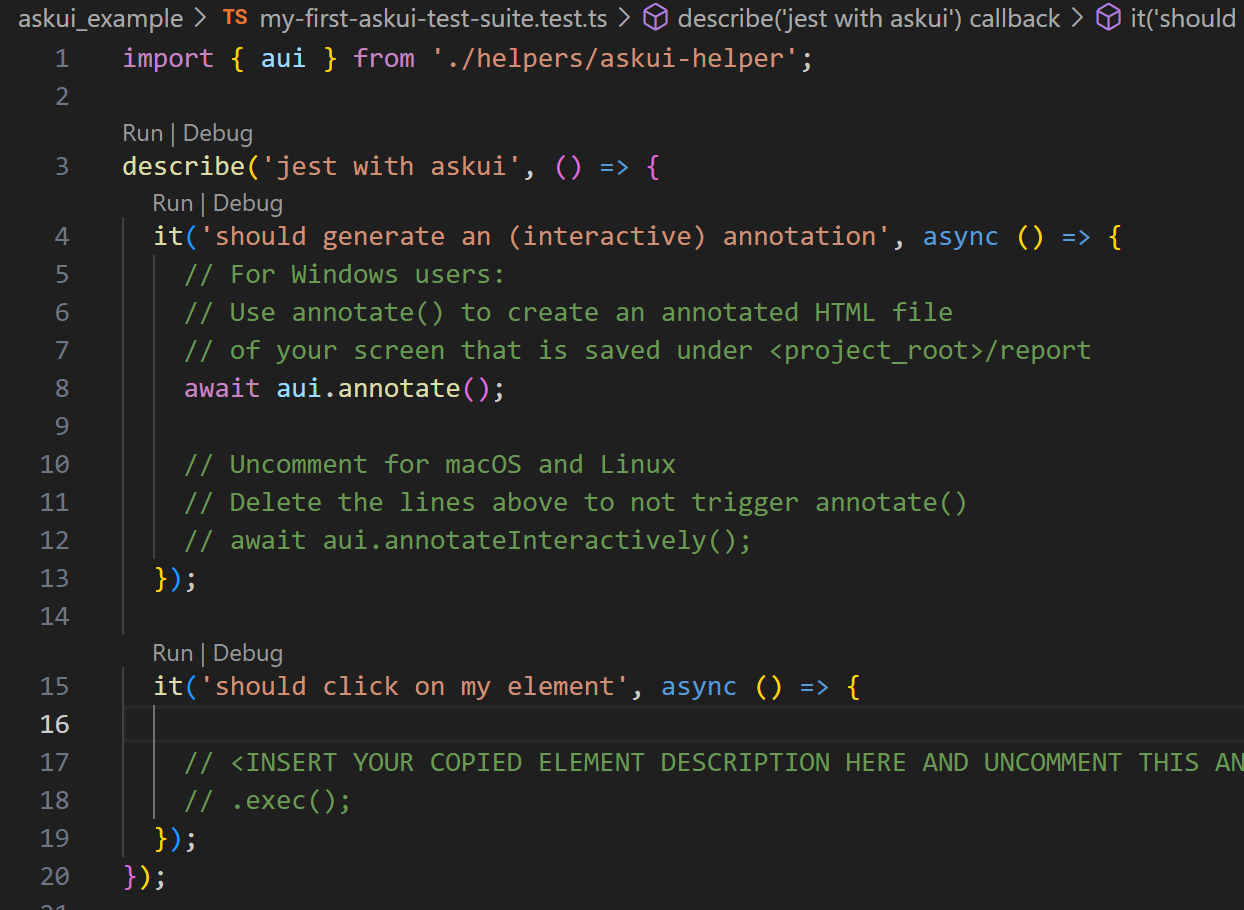 askui_example > TS my-first-askui-test-suite.test.ts > describe('jest with askui') callback > it('should
1 import { aui } from './helpers/askui-helper';
2
Run | Debug
3 describe('jest with askui', () => {
Run | Debug
4 it('should generate an (interactive) annotation', async () => {
5 // For Windows users:
6 // Use annotate() to create an annotated HTML file
7 // of your screen that is saved under <project_root>/report
8 await aui.annotate();
9
10 // Uncomment for macOS and Linux
11 // Delete the lines above to not trigger annotate()
12 // await aui.annotateInteractively();
13 });
14
Run | Debug
15 it('should click on my element', async () => {
16
17 // <INSERT YOUR COPIED ELEMENT DESCRIPTION HERE AND UNCOMMENT THIS AN
18 // .exec();
19 });
20 });